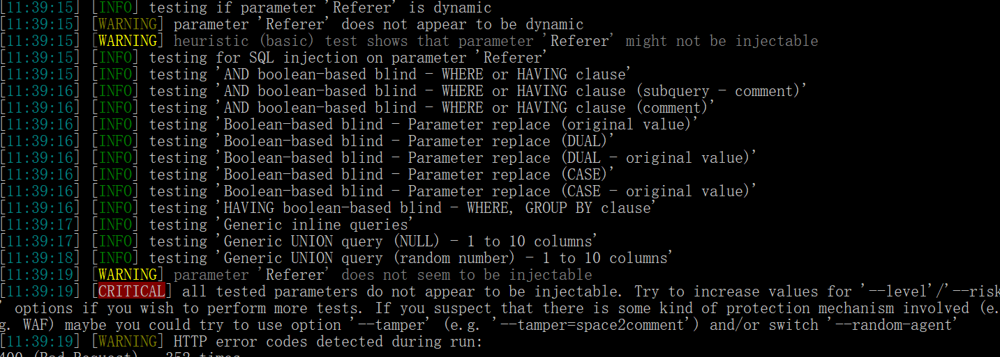 [11:39:15] [INFO] testing if parameter 'Referer' is dynamic
[11:39:15] [WARNING] parameter 'Referer' does not appear to be dynamic
[11:39:15] [WARNING] heuristic (basic) test shows that parameter 'Referer' might not be injectable
[11:39:15] [INFO] testing for SQL injection on parameter 'Referer'
[11:39:15] [INFO] testing 'AND boolean-based blind - WHERE or HAVING clause'
[11:39:16] [INFO] testing 'AND boolean-based blind - WHERE or HAVING clause (subquery - comment)'
[11:39:16] [INFO] testing 'AND boolean-based blind - WHERE or HAVING clause (comment)'
[11:39:16] [INFO] testing 'Boolean-based blind - Parameter replace (original value)'
[11:39:16] [INFO] testing 'Boolean-based blind - Parameter replace (DUAL)'
[11:39:16] [INFO] testing 'Boolean-based blind - Parameter replace (DUAL - original value)'
[11:39:16] [INFO] testing 'Boolean-based blind - Parameter replace (CASE)'
[11:39:16] [INFO] testing 'Boolean-based blind - Parameter replace (CASE - original value)'
[11:39:16] [INFO] testing 'HAVING boolean-based blind - WHERE, GROUP BY clause'
[11:39:17] [INFO] testing 'Generic inline queries'
[11:39:17] [INFO] testing 'Generic UNION query (NULL) - 1 to 10 columns'
[11:39:18] [INFO] testing 'Generic UNION query (random number) - 1 to 10 columns'
[11:39:19] [WARNING] parameter 'Referer' does not seem to be injectable
[11:39:19] [CRITICAL] all tested parameters do not appear to be injectable. Try to increase values for '--level'/'--risk
' options if you wish to perform more tests. If you suspect that there is some kind of protection mechanism involved (e.
g. WAF) maybe you could try to use option '--tamper' (e.g. '--tamper=space2comment') and/or switch '--random-agent'
[11:39:19] [WARNING] HTTP error codes detected during run:
400 (Bad Request) - 352 times